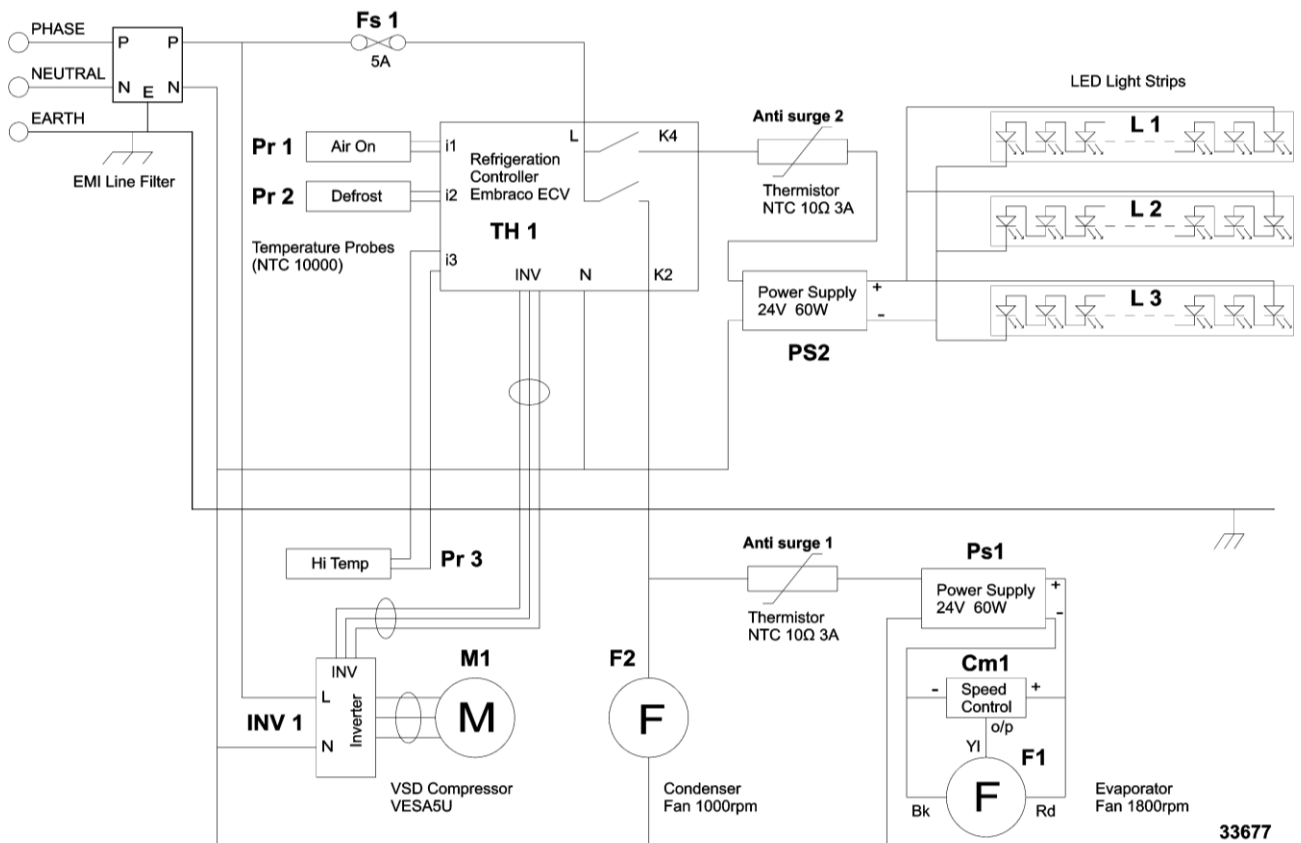 PHASE
NEUTRAL
EARTH
P
P
N
N
E
EMI Line Filter
Fs 1
5A
Pr 1
Air On
Pr 2
Defrost
Temperature Probes
(NTC 10000)
i1
i2
i3
L
K4
Refrigeration
Controller
Embraco ECV
TH 1
INV
N
K2
Anti surge 2
Thermistor
NTC 10Ω 3A
Power Supply
24V 60W
+
-
PS2
LED Light Strips
L 1
L 2
L 3
Hi Temp
Pr 3
INV
L
N
Inverter
INV 1
M1
M
VSD Compressor
VESA5U
F2
F
Condenser
Fan 1000rpm
Anti surge 1
Thermistor
NTC 10Ω 3A
Ps1
Power Supply
24V 60W
+
-
Cm1
-
Speed
Control
+
o/p
Yl
F1
F
Bk
Rd
Evaporator
Fan 1800rpm
33677